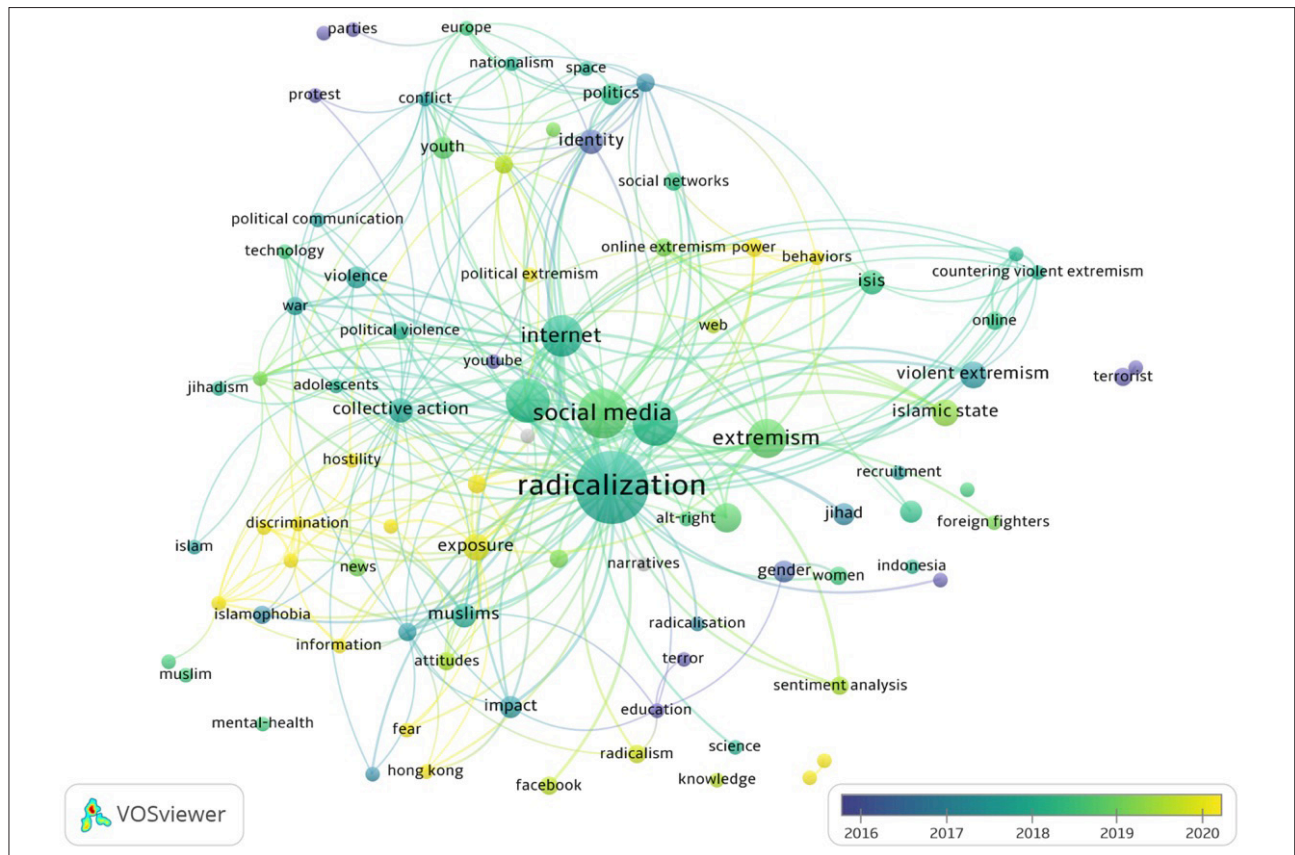 parties
europe
nationalism
space
protest
conflict
politics
youth
identity
social networks
political communication
technology
online extremism
power
behaviors
countering violent extremism
violence
political extremism
isis
war
political violence
internet
web
online
youtube
jihadism
adolescents
violent extremism
terrorist
collective action
social media
islamic state
extremism
hostility
recruitment
radicalization
discrimination
alt-right
jihad
foreign fighters
islam
exposure
news
narratives
gender
women
indonesia
islamophobia
muslims
radicalisation
information
attitudes
terror
muslim
sentiment analysis
mental-health
impact
education
fear
science
radicalism
hong kong
facebook
knowledge
VOSviewer
2016
2017
2018
2019
2020